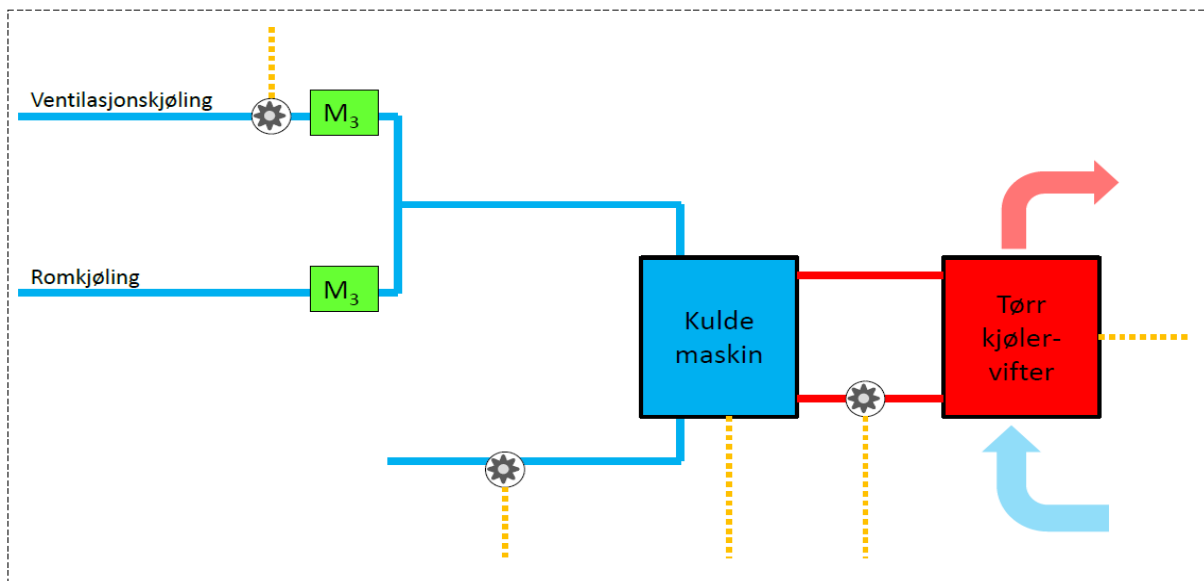 Ventilasjonskjøling
M₃
Romkjøling
M₃
Kulde
maskin
Tørr
kjøler-
vifter